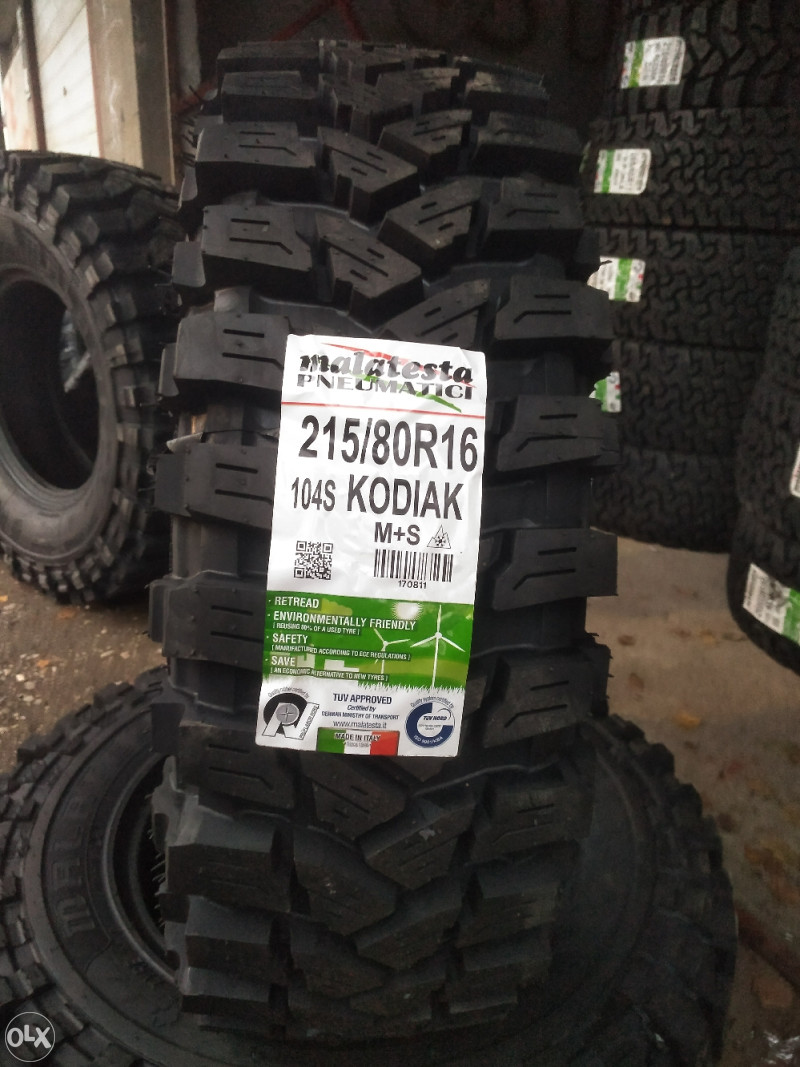 malatesta
PNEUMATICI
215/80R16
104S KODIAK
M+S
170811
· RETREAD
· ENVIRONMENTALLY FRIENDLY
[ REUSING 80% OF A USED TYRE ]
· SAFETY
[ MANUFACTURED ACCORDING TO ECE REGULATIONS ]
· SAVE
[ AN ECONOMIC ALTERNATIVE TO NEW TYRES ]
TUV APPROVED
Certified by
GERMAN MINISTRY OF TRANSPORT
www.malatesta.it
MADE IN ITALY
TUV NORD
OLX